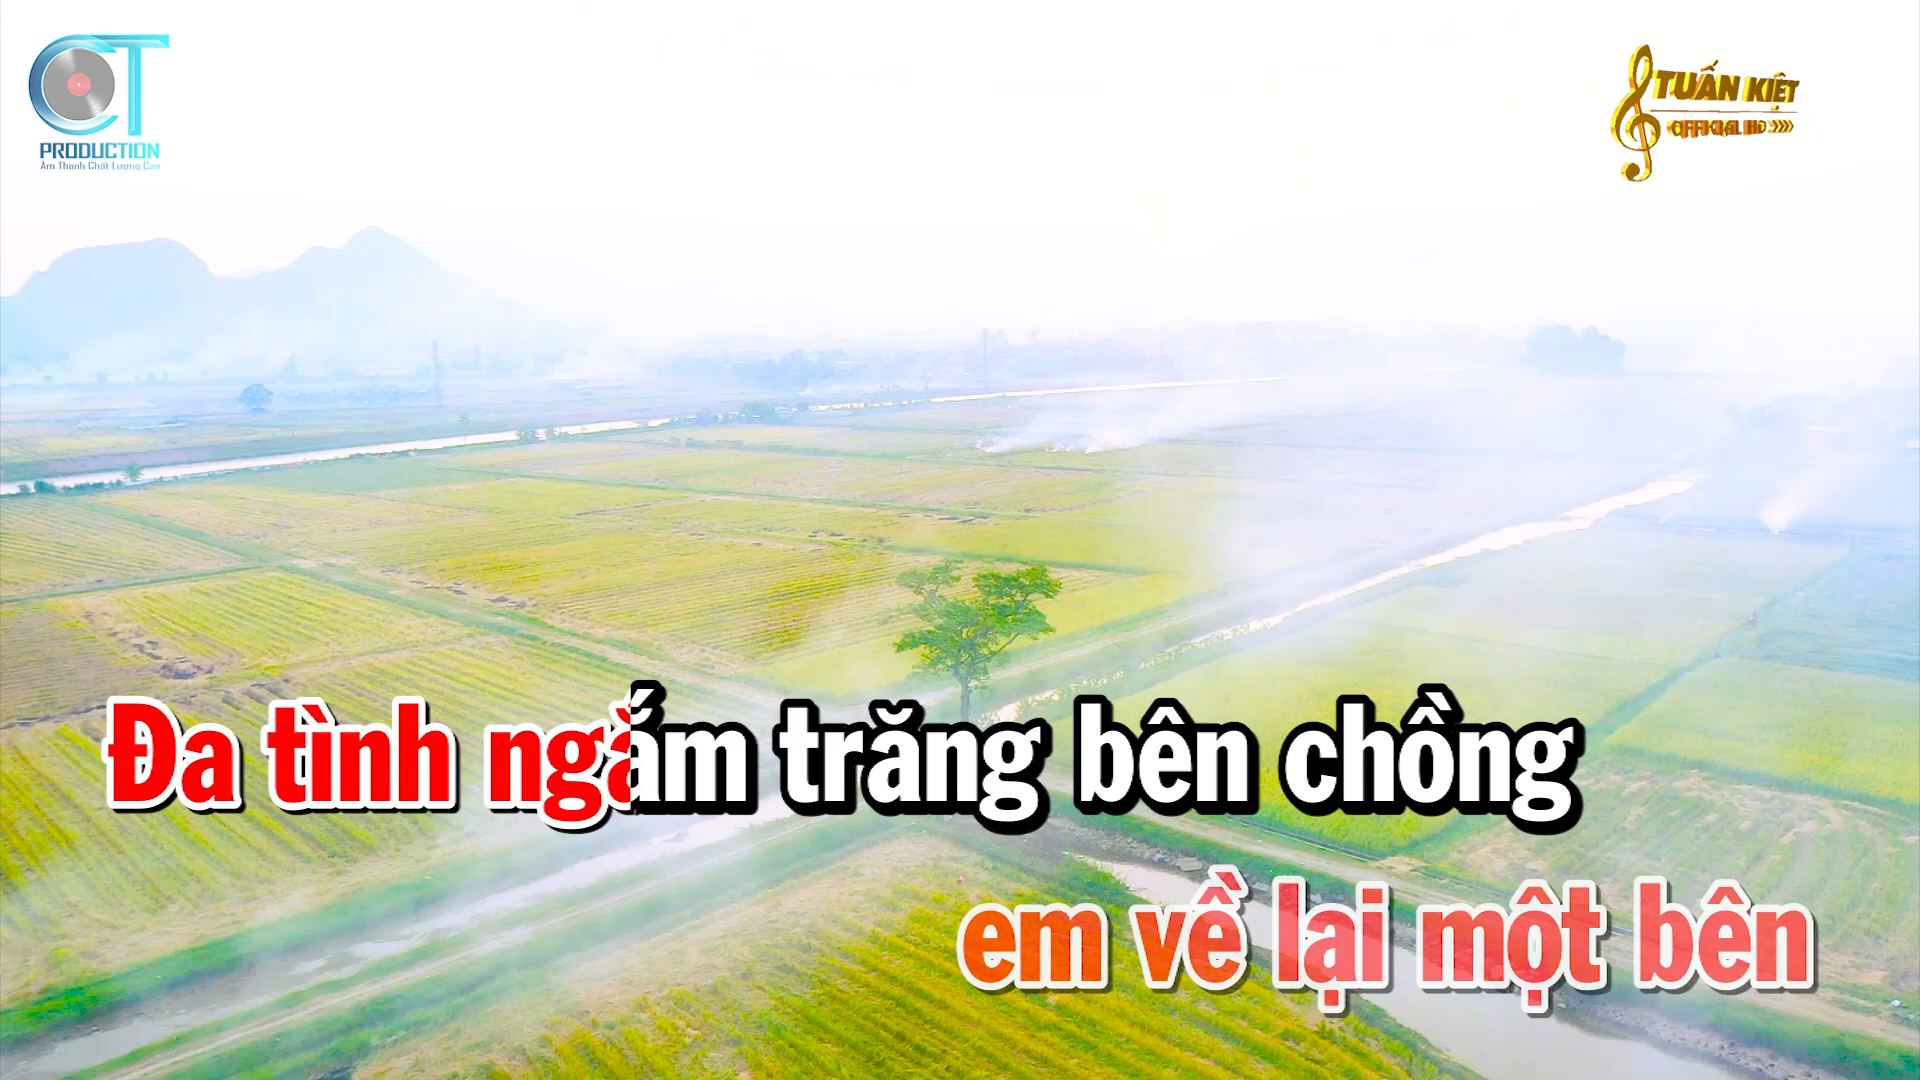 CT
PRODUCTION
Âm Thanh Chất Lượng Cao
TUẤN KIỆT
OFFICIAL HD
Đa tình ngắm trăng bên chồng
em về lại một bên